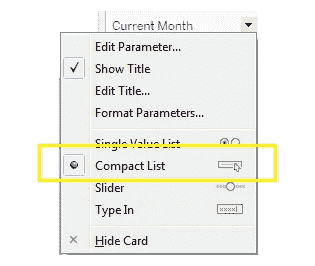 Current Month
Edit Parameter...
Show Title
Edit Title...
Format Parameters...
Single Value List
Compact List
Slider
Type In
Hide Card